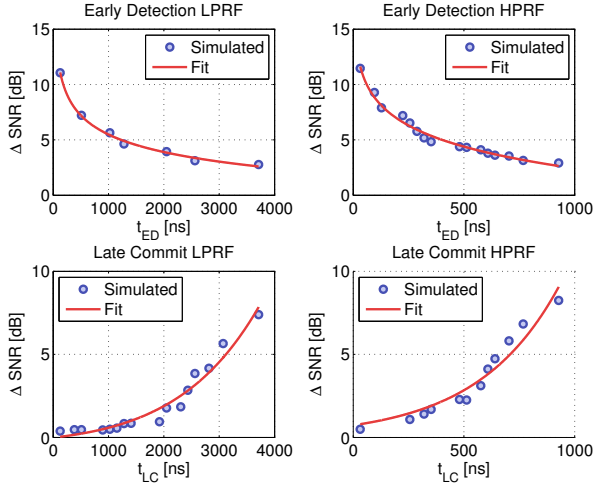 Early Detection LPRF
15
10
5
0
Δ SNR [dB]
Simulated
Fit
0 1000 2000 3000 4000
t_ED [ns]
Early Detection HPRF
15
10
5
0
Δ SNR [dB]
Simulated
Fit
0 500 1000
t_ED [ns]
Late Commit LPRF
10
5
0
Δ SNR [dB]
Simulated
Fit
0 1000 2000 3000 4000
t_LC [ns]
Late Commit HPRF
10
5
0
Δ SNR [dB]
Simulated
Fit
0 500 1000
t_LC [ns]